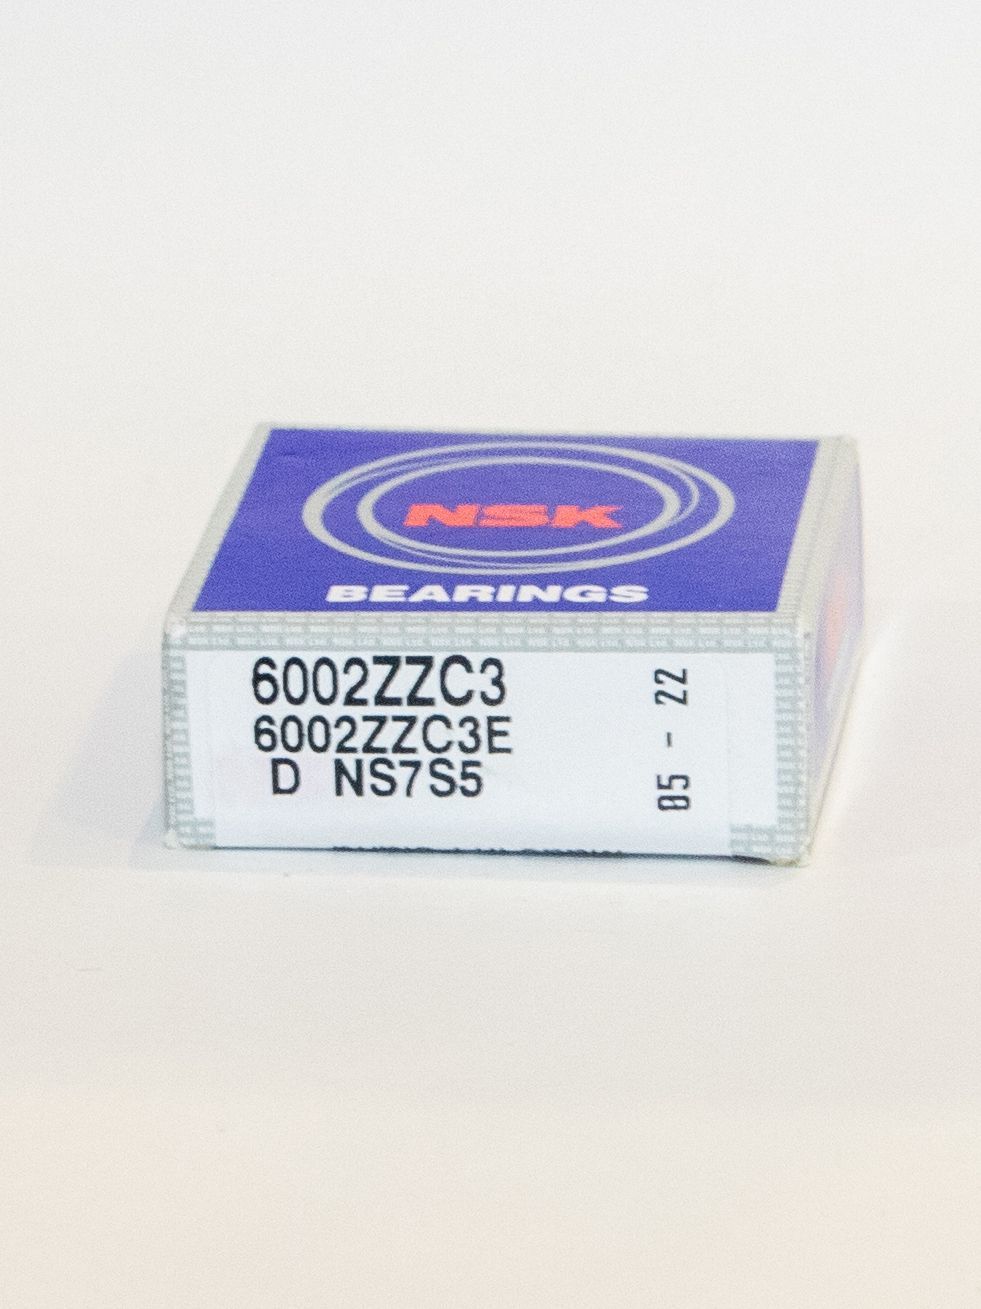 NSK
BEARINGS
6002ZZC3
6002ZZC3E
D NS7S5
05 - 22